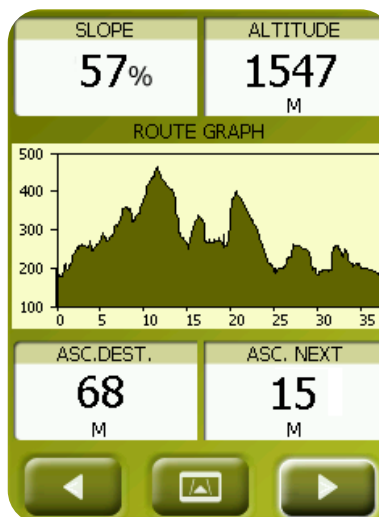 SLOPE ALTITUDE
57% 1547
M
ROUTE GRAPH
500
400
300
200
100
0 5 10 15 20 25 30 35
ASC.DEST. ASC. NEXT
68 15
M M